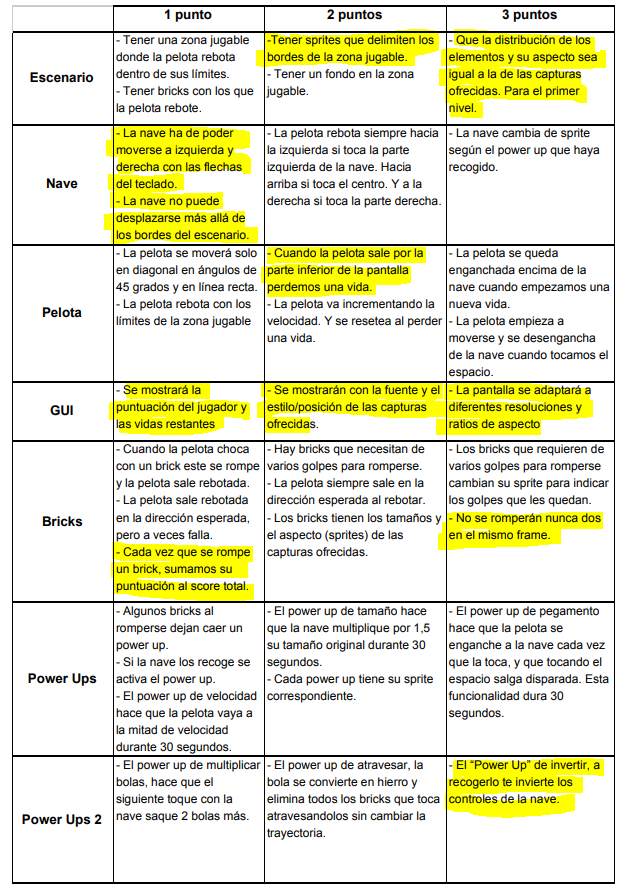 1 punto
2 puntos
3 puntos
Escenario
- Tener una zona jugable
donde la pelota rebota
dentro de sus límites.
- Tener bricks con los que
la pelota rebote.
-Tener sprites que delimiten los
bordes de la zona jugable.
- Tener un fondo en la zona
jugable.
- Que la distribución de los
elementos y su aspecto sea
igual a la de las capturas
ofrecidas. Para el primer
nivel.
Nave
- La nave ha de poder
moverse a izquierda y
derecha con las flechas
del teclado.
- La nave no puede
desplazarse más allá de
los bordes del escenario.
- La pelota rebota siempre hacia
la izquierda si toca la parte
izquierda de la nave. Hacia
arriba si toca el centro. Y a la
derecha si toca la parte derecha.
- La nave cambia de sprite
según el power up que haya
recogido.
Pelota
- La pelota se moverá solo
en diagonal en ángulos de
45 grados y en línea recta.
- La pelota rebota con los
límites de la zona jugable
- Cuando la pelota sale por la
parte inferior de la pantalla
perdemos una vida.
- La pelota va incrementando la
velocidad. Y se resetea al perder
una vida.
- La pelota se queda
enganchada encima de la
nave cuando empezamos una
nueva vida.
- La pelota empieza a
moverse y se desengancha
de la nave cuando tocamos el
espacio.
GUI
- Se mostrará la
puntuación del jugador y
las vidas restantes
- Se mostrarán con la fuente y el
estilo/posición de las capturas
ofrecidas.
- La pantalla se adaptará a
diferentes resoluciones y
ratios de aspecto
Bricks
- Cuando la pelota choca
con un brick este se rompe
y la pelota sale rebotada.
- La pelota sale rebotada
en la dirección esperada,
pero a veces falla.
- Cada vez que se rompe
un brick, sumamos su
puntuación al score total.
- Hay bricks que necesitan de
varios golpes para romperse.
- La pelota siempre sale en la
dirección esperada al rebotar.
- Los bricks tienen los tamaños y
el aspecto (sprites) de las
capturas ofrecidas.
- Los bricks que requieren de
varios golpes para romperse
cambian su sprite para indicar
los golpes que les quedan.
- No se romperán nunca dos
en el mismo frame.
Power Ups
- Algunos bricks al
romperse dejan caer un
power up.
- Si la nave los recoge se
activa el power up.
- El power up de velocidad
hace que la pelota vaya a
la mitad de velocidad
durante 30 segundos.
- El power up de tamaño hace
que la nave multiplique por 1,5
su tamaño original durante 30
segundos.
- Cada power up tiene su sprite
correspondiente.
- El power up de pegamento
hace que la pelota se
enganche a la nave cada vez
que la toca, y que tocando el
espacio salga disparada. Esta
funcionalidad dura 30
segundos.
Power Ups 2
- El power up de multiplicar
bolas, hace que el
siguiente toque con la
nave saque 2 bolas más.
- El power up de atravesar, la
bola se convierte en hierro y
elimina todos los bricks que toca
atravesandolos sin cambiar la
trayectoria.
- El “Power Up” de invertir, a
recogerlo te invierte los
controles de la nave.